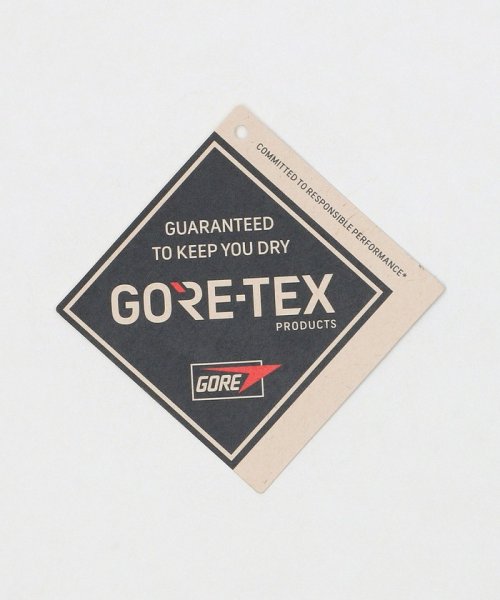 COMMITTED TO RESPONSIBLE PERFORMANCE*
GUARANTEED
TO KEEP YOU DRY
GORE-TEX
PRODUCTS
GORE